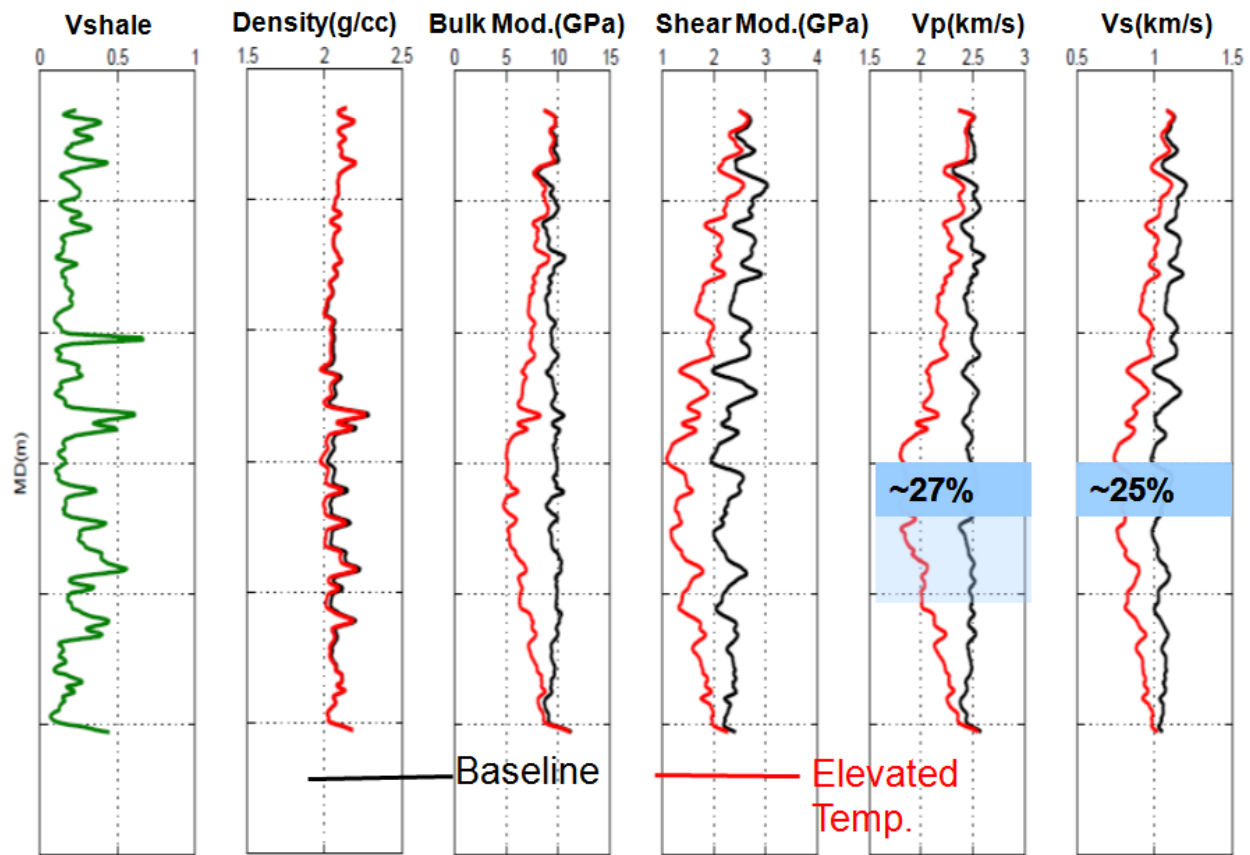 Vshale
Density(g/cc)
Bulk Mod.(GPa)
Shear Mod.(GPa)
Vp(km/s)
Vs(km/s)
0 0.5 1
1.5 2 2.5
0 5 10 15
1 2 3 4
1.5 2 2.5 3
0.5 1 1.5
MD(m)
~27%
~25%
Baseline
Elevated
Temp.